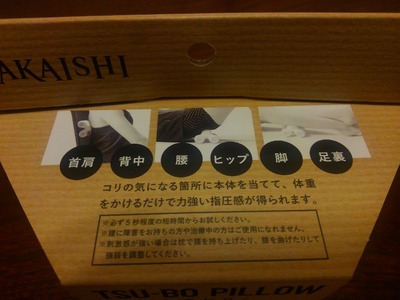 AKAISHI
首肩 背中 腰 ヒップ 脚 足裏
コリの気になる箇所に本体を当てて、体重
をかけるだけで力強い指圧感が得られます。
※必ず5秒程度の短時間からお試しください。
※腰に障害をお持ちの方や治療中の方はご使用になれません。
※刺激感が強い場合は枕で頭を持ち上げたり、膝を曲げたりして
強弱を調整してください。
TSU-BO PILLOW